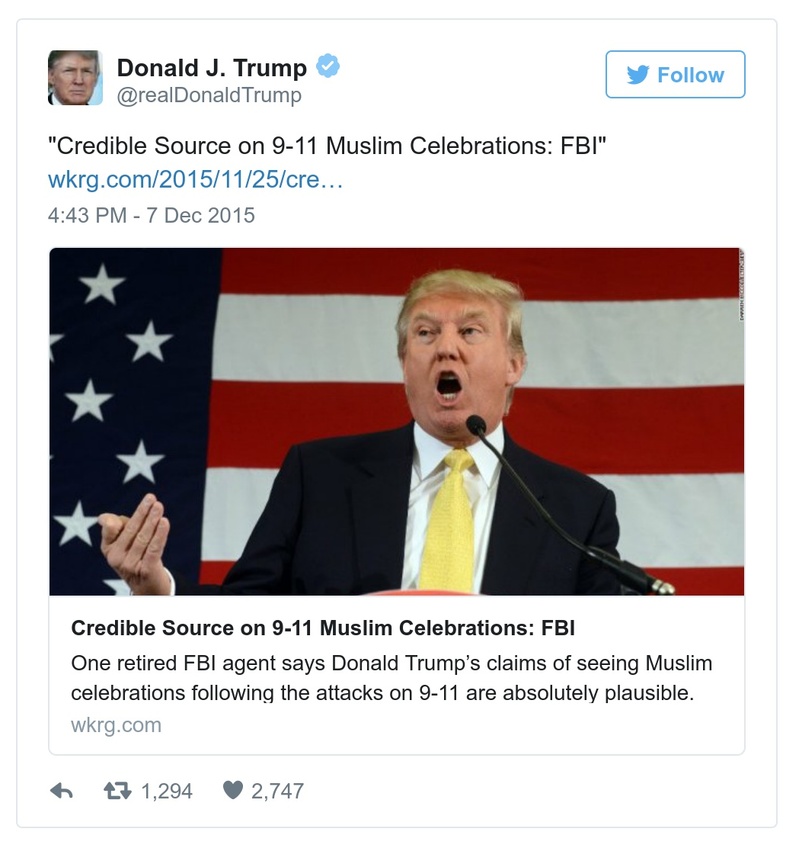 Donald J. Trump
@realDonaldTrump
Follow
"Credible Source on 9-11 Muslim Celebrations: FBI"
wkrg.com/2015/11/25/cre…
4:43 PM - 7 Dec 2015
Credible Source on 9-11 Muslim Celebrations: FBI
One retired FBI agent says Donald Trump’s claims of seeing Muslim
celebrations following the attacks on 9-11 are absolutely plausible.
wkrg.com
1,294 2,747